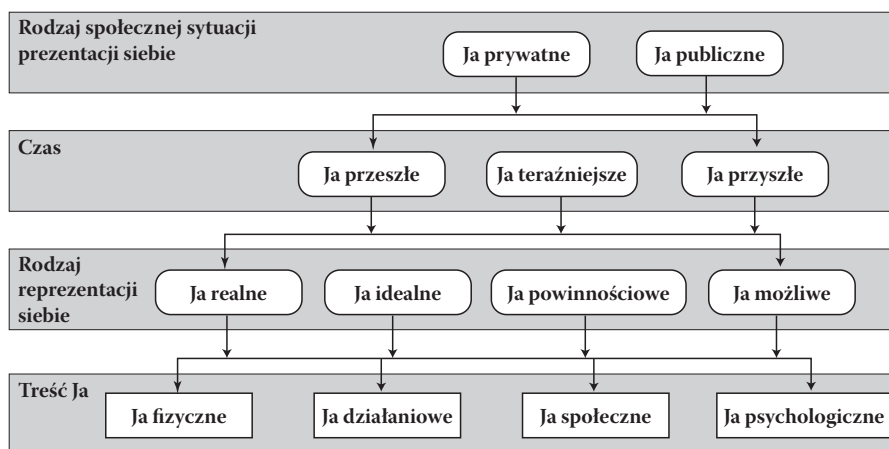 Rodzaj społecznej sytuacji
prezentacji siebie
Ja prywatne
Ja publiczne
Czas
Ja przeszłe
Ja teraźniejsze
Ja przyszłe
Rodzaj
reprezentacji
siebie
Ja realne
Ja idealne
Ja powinnościowe
Ja możliwe
Treść Ja
Ja fizyczne
Ja działaniowe
Ja społeczne
Ja psychologiczne